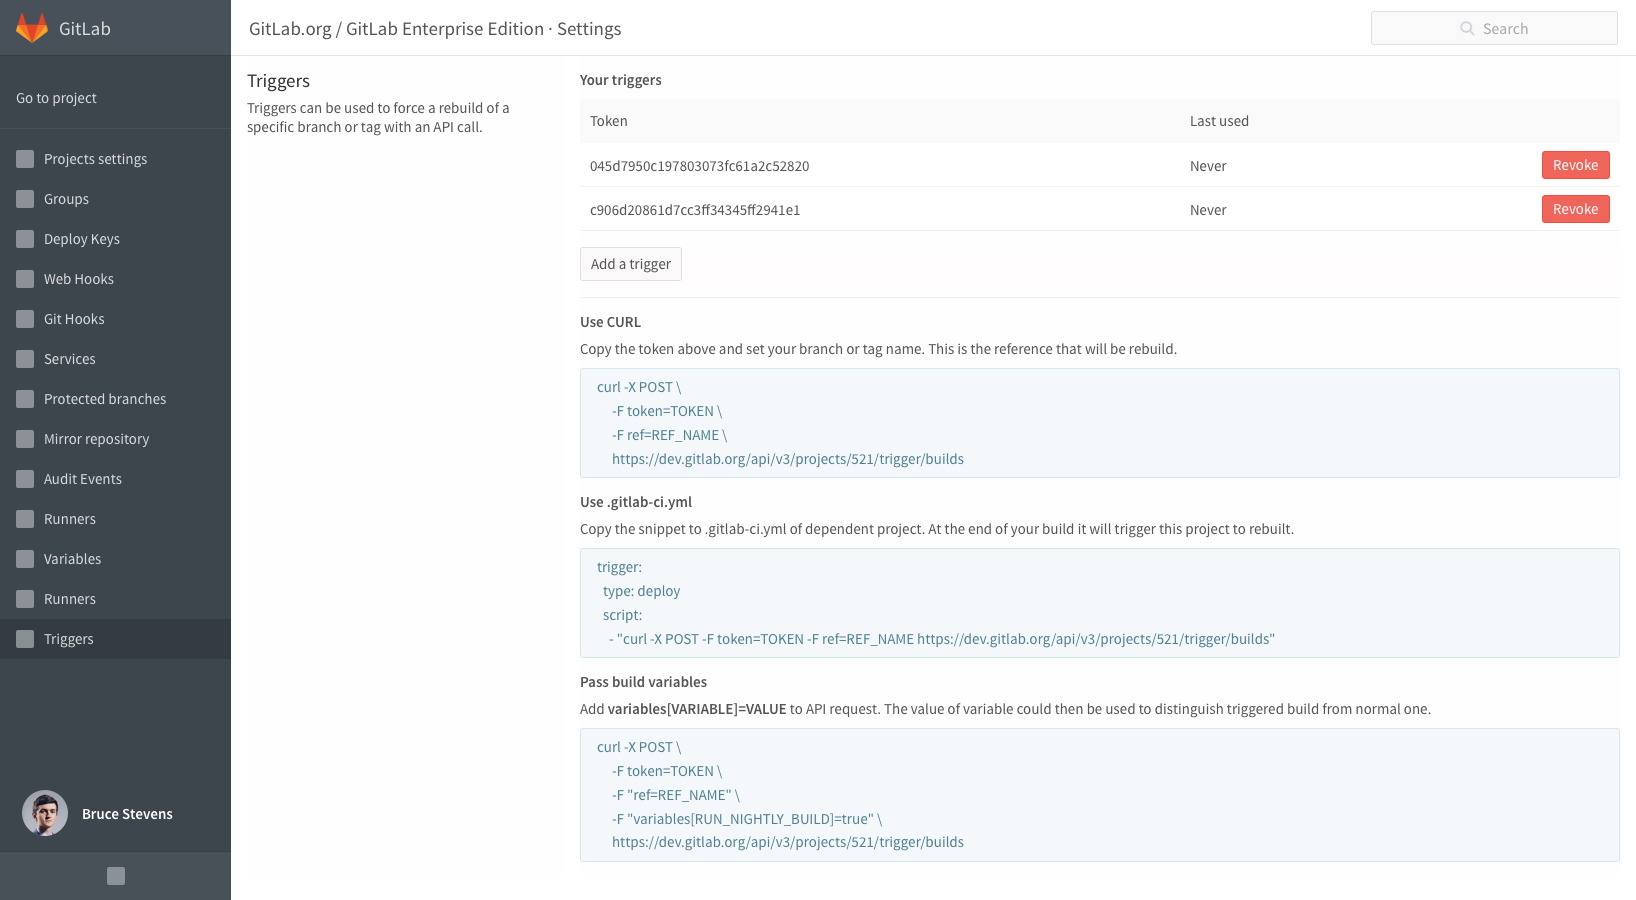 GitLab
GitLab.org / GitLab Enterprise Edition · Settings
Search
Go to project
Projects settings
Groups
Deploy Keys
Web Hooks
Git Hooks
Services
Protected branches
Mirror repository
Audit Events
Runners
Variables
Runners
Triggers
Bruce Stevens
Triggers
Triggers can be used to force a rebuild of a
specific branch or tag with an API call.
Your triggers
Token Last used
045d7950c197803073fc61a2c52820 Never Revoke
c906d20861d7cc3ff34345ff2941e1 Never Revoke
Add a trigger
Use CURL
Copy the token above and set your branch or tag name. This is the reference that will be rebuild.
curl -X POST \
-F token=TOKEN \
-F ref=REF_NAME \
https://dev.gitlab.org/api/v3/projects/521/trigger/builds
Use .gitlab-ci.yml
Copy the snippet to .gitlab-ci.yml of dependent project. At the end of your build it will trigger this project to rebuilt.
trigger:
type: deploy
script:
- "curl -X POST -F token=TOKEN -F ref=REF_NAME https://dev.gitlab.org/api/v3/projects/521/trigger/builds"
Pass build variables
Add variables[VARIABLE]=VALUE to API request. The value of variable could then be used to distinguish triggered build from normal one.
curl -X POST \
-F token=TOKEN \
-F "ref=REF_NAME" \
-F "variables[RUN_NIGHTLY_BUILD]=true" \
https://dev.gitlab.org/api/v3/projects/521/trigger/builds